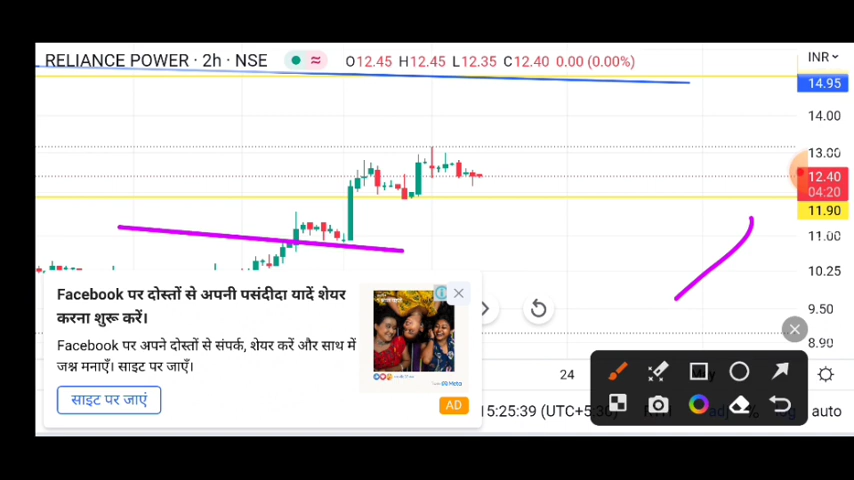 RELIANCE POWER · 2h · NSE
O12.45 H12.45 L12.35 C12.40 0.00 (0.00%)
INR
14.95
14.00
13.00
12.40
04:20
11.90
11.00
10.25
9.50
8.90
Facebook पर दोस्तों से अपनी पसंदीदा यादें शेयर
करना शुरू करें।
Facebook पर अपने दोस्तों से संपर्क, शेयर करें और साथ में
जश्न मनाएँ। साइट पर जाएं।
साइट पर जाएं
Meta
AD
24
15:25:39 (UTC+5:30)
%
auto